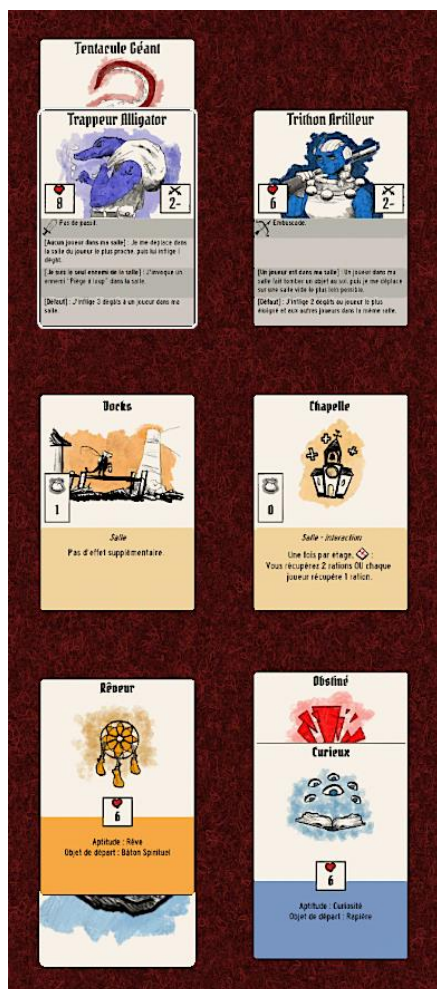 Tentacule Géant
Trappeur Alligator
8
2-
Pas de passif.
[Aucun joueur dans ma salle] : Je me déplace dans
la salle du joueur le plus proche, puis lui inflige 1
dégât.
[Je suis le seul ennemi de la salle] : J'invoque un
ennemi "Piège à loup" dans la salle.
[Défaut] : J'inflige 3 dégâts à un joueur dans ma
salle.
Trithon Artilleur
6
2-
Embuscade.
[Un joueur est dans ma salle] : Un joueur dans ma
salle fait tomber un objet au sol, puis je me déplace
sur une salle vide le plus loin possible.
[Défaut] : J'inflige 2 dégâts au joueur le plus
éloigné et aux autres joueurs dans la même salle.
Docks
1
Salle
Pas d'effet supplémentaire.
Chapelle
0
Salle - interaction
Une fois par étage, :
Vous récupérez 2 rations OU chaque
joueur récupère 1 ration.
Rêveur
6
Aptitude : Rêve
Objet de départ : Bâton Spirituel
Obstiné
Curieux
6
Aptitude : Curiosité
Objet de départ : Rapière